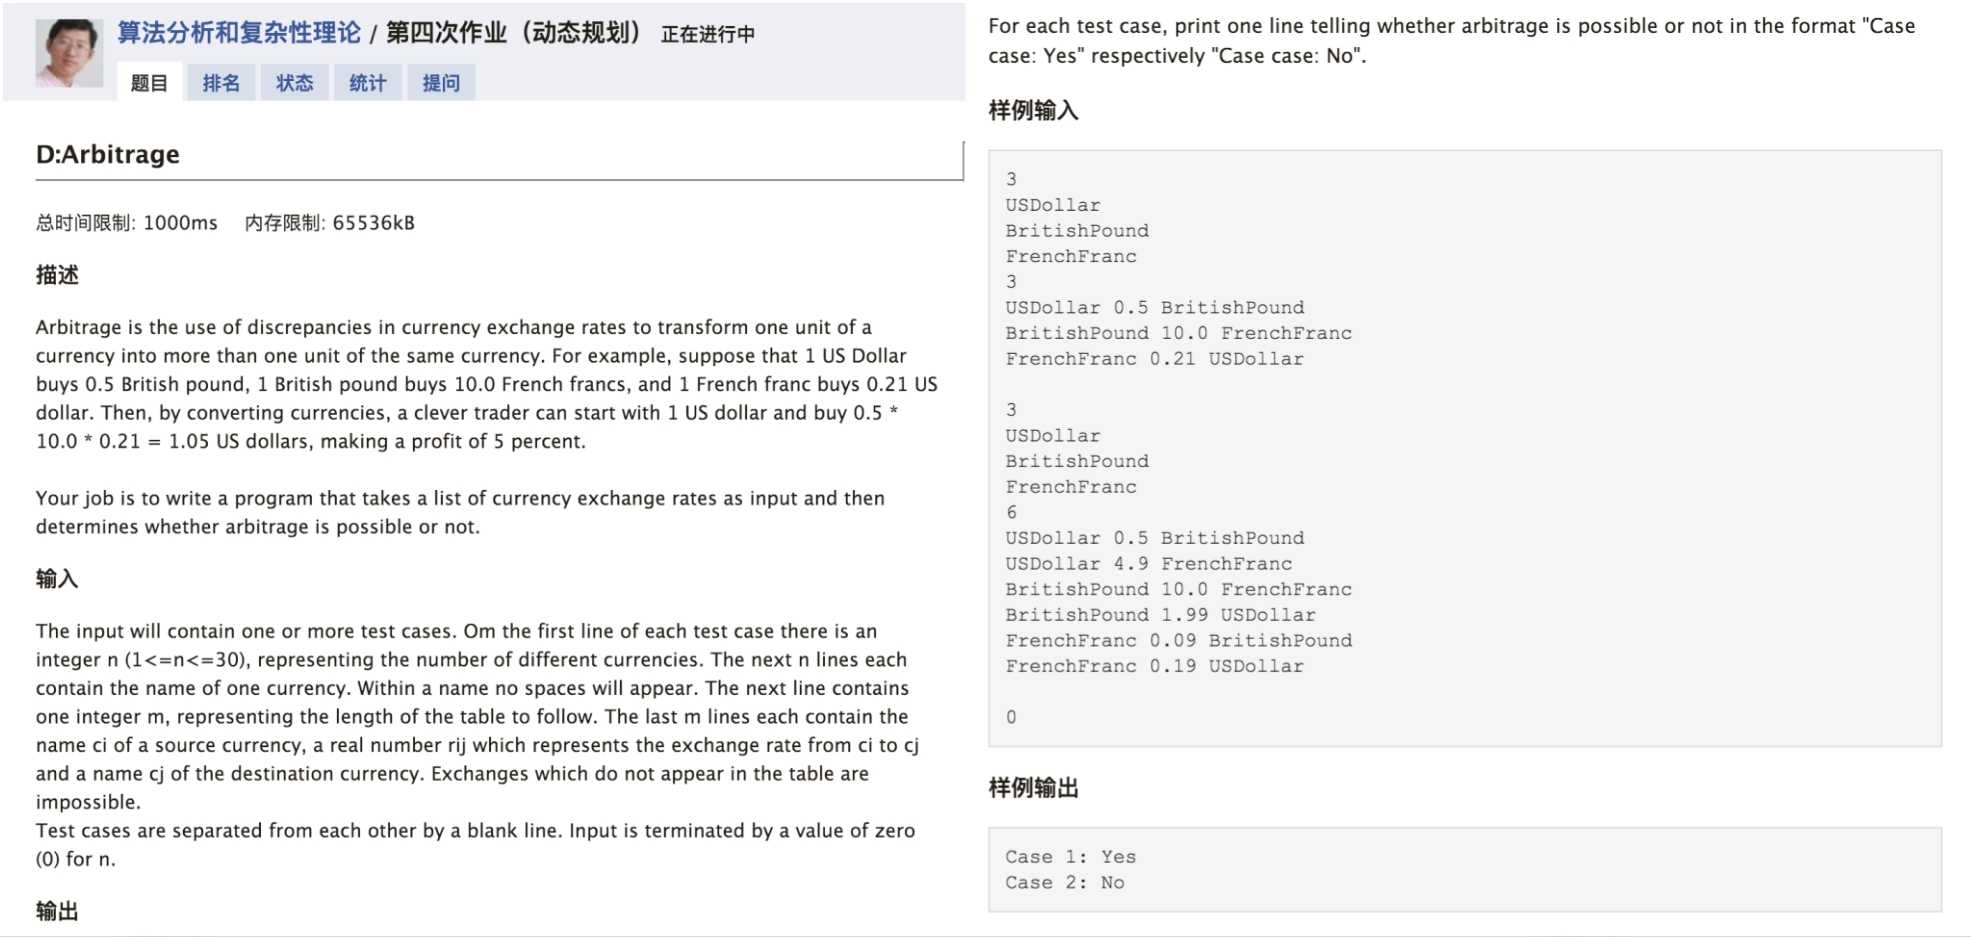 算法分析和复杂性理论 / 第四次作业（动态规划） 正在进行中
题目 排名 状态 统计 提问
D:Arbitrage
总时间限制: 1000ms 内存限制: 65536kB
描述
Arbitrage is the use of discrepancies in currency exchange rates to transform one unit of a
currency into more than one unit of the same currency. For example, suppose that 1 US Dollar
buys 0.5 British pound, 1 British pound buys 10.0 French francs, and 1 French franc buys 0.21 US
dollar. Then, by converting currencies, a clever trader can start with 1 US dollar and buy 0.5 *
10.0 * 0.21 = 1.05 US dollars, making a profit of 5 percent.
Your job is to write a program that takes a list of currency exchange rates as input and then
determines whether arbitrage is possible or not.
输入
The input will contain one or more test cases. Om the first line of each test case there is an
integer n (1<=n<=30), representing the number of different currencies. The next n lines each
contain the name of one currency. Within a name no spaces will appear. The next line contains
one integer m, representing the length of the table to follow. The last m lines each contain the
name ci of a source currency, a real number rij which represents the exchange rate from ci to cj
and a name cj of the destination currency. Exchanges which do not appear in the table are
impossible.
Test cases are separated from each other by a blank line. Input is terminated by a value of zero
(0) for n.
输出
For each test case, print one line telling whether arbitrage is possible or not in the format "Case
case: Yes" respectively "Case case: No".
样例输入
3
USDollar
BritishPound
FrenchFranc
3
USDollar 0.5 BritishPound
BritishPound 10.0 FrenchFranc
FrenchFranc 0.21 USDollar
3
USDollar
BritishPound
FrenchFranc
6
USDollar 0.5 BritishPound
USDollar 4.9 FrenchFranc
BritishPound 10.0 FrenchFranc
BritishPound 1.99 USDollar
FrenchFranc 0.09 BritishPound
FrenchFranc 0.19 USDollar
0
样例输出
Case 1: Yes
Case 2: No